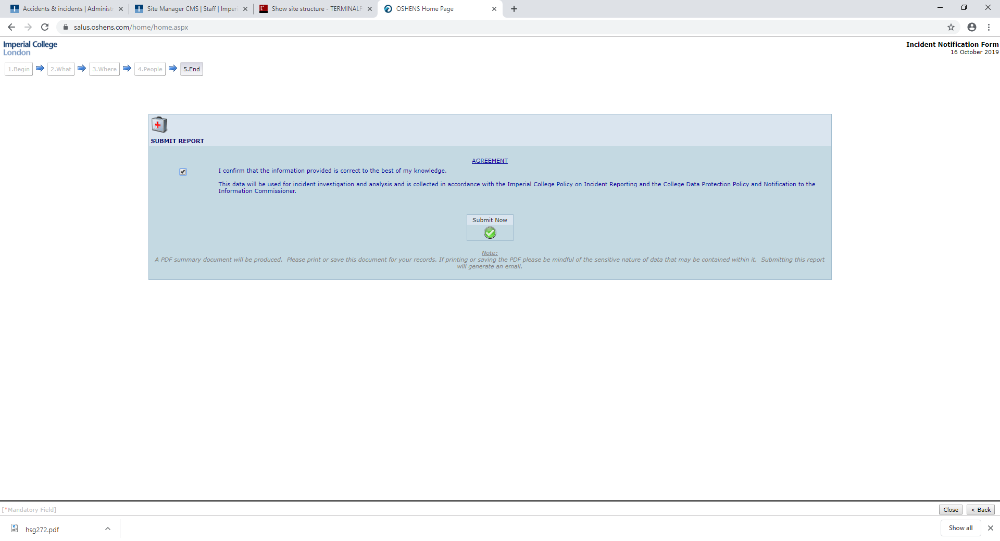 Accidents & incidents | Administr
Site Manager CMS | Staff | Imperi
Show site structure - TERMINALF
OSHENS Home Page
salus.oshens.com/home/home.aspx
Imperial College
London
Incident Notification Form
16 October 2019
1.Begin
2.What
3.Where
4.People
5.End
SUBMIT REPORT
AGREEMENT
I confirm that the information provided is correct to the best of my knowledge.
This data will be used for incident investigation and analysis and is collected in accordance with the Imperial College Policy on Incident Reporting and the College Data Protection Policy and Notification to the
Information Commissioner.
Submit Now
Note:
A PDF summary document will be produced. Please print or save this document for your records. If printing or saving the PDF please be mindful of the sensitive nature of data that may be contained within it. Submitting this report
will generate an email.
[*Mandatory Field]
Close
< Back
hsg272.pdf
Show all